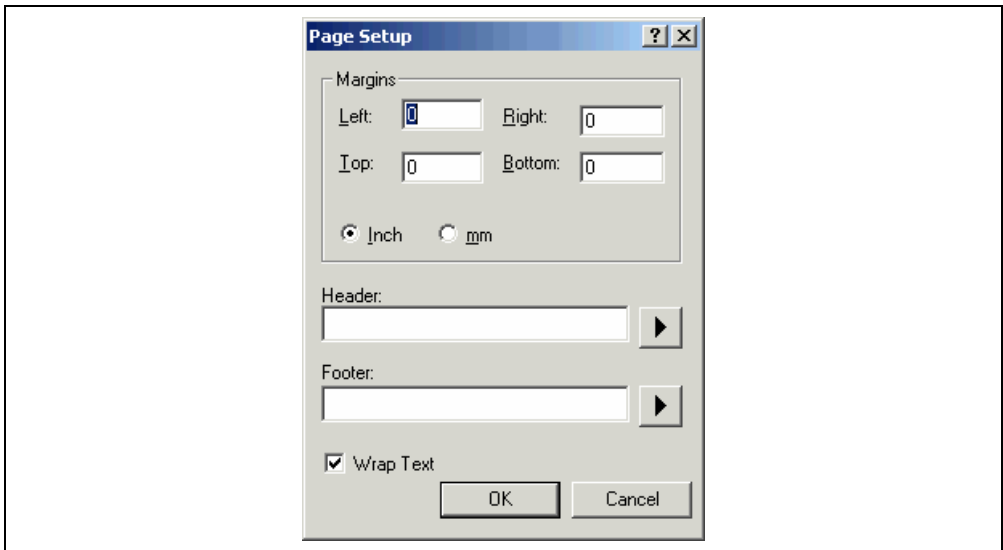 Page Setup
Margins
Left: 0 Right: 0
Top: 0 Bottom: 0
Inch mm
Header:
Footer:
Wrap Text
OK Cancel